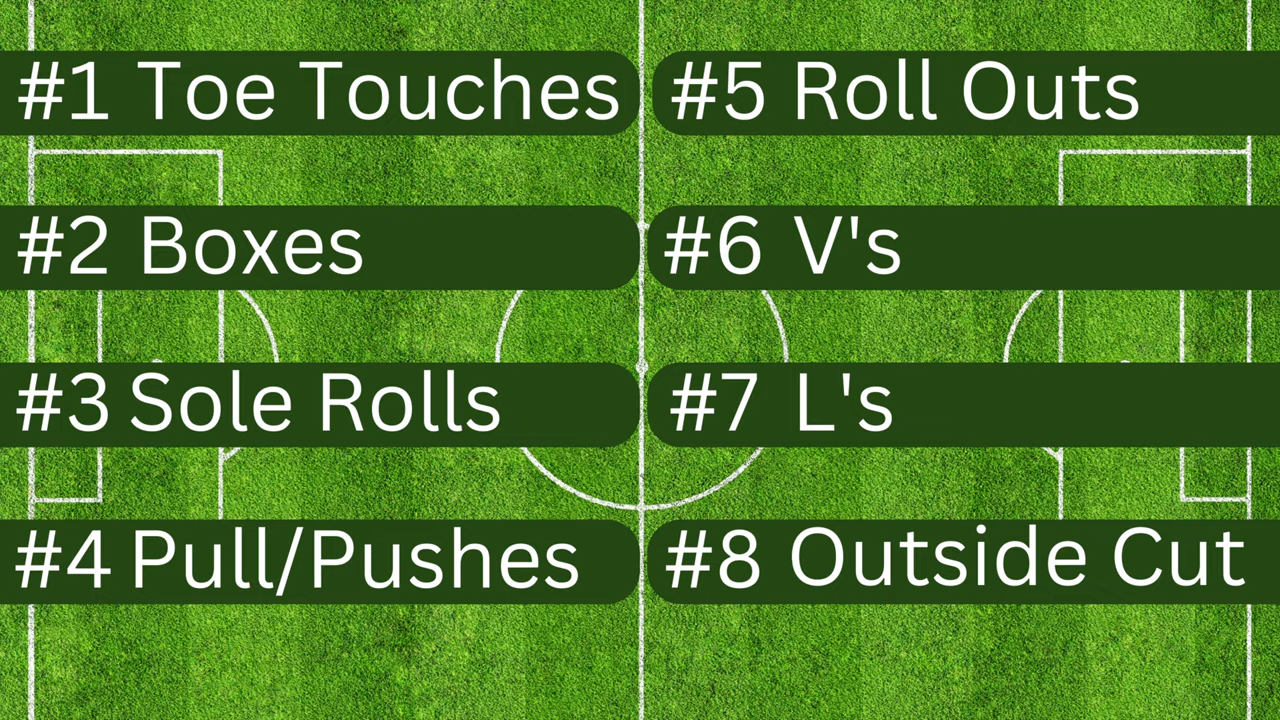 #1 Toe Touches
#2 Boxes
#3 Sole Rolls
#4 Pull/Pushes
#5 Roll Outs
#6 V's
#7 L's
#8 Outside Cut